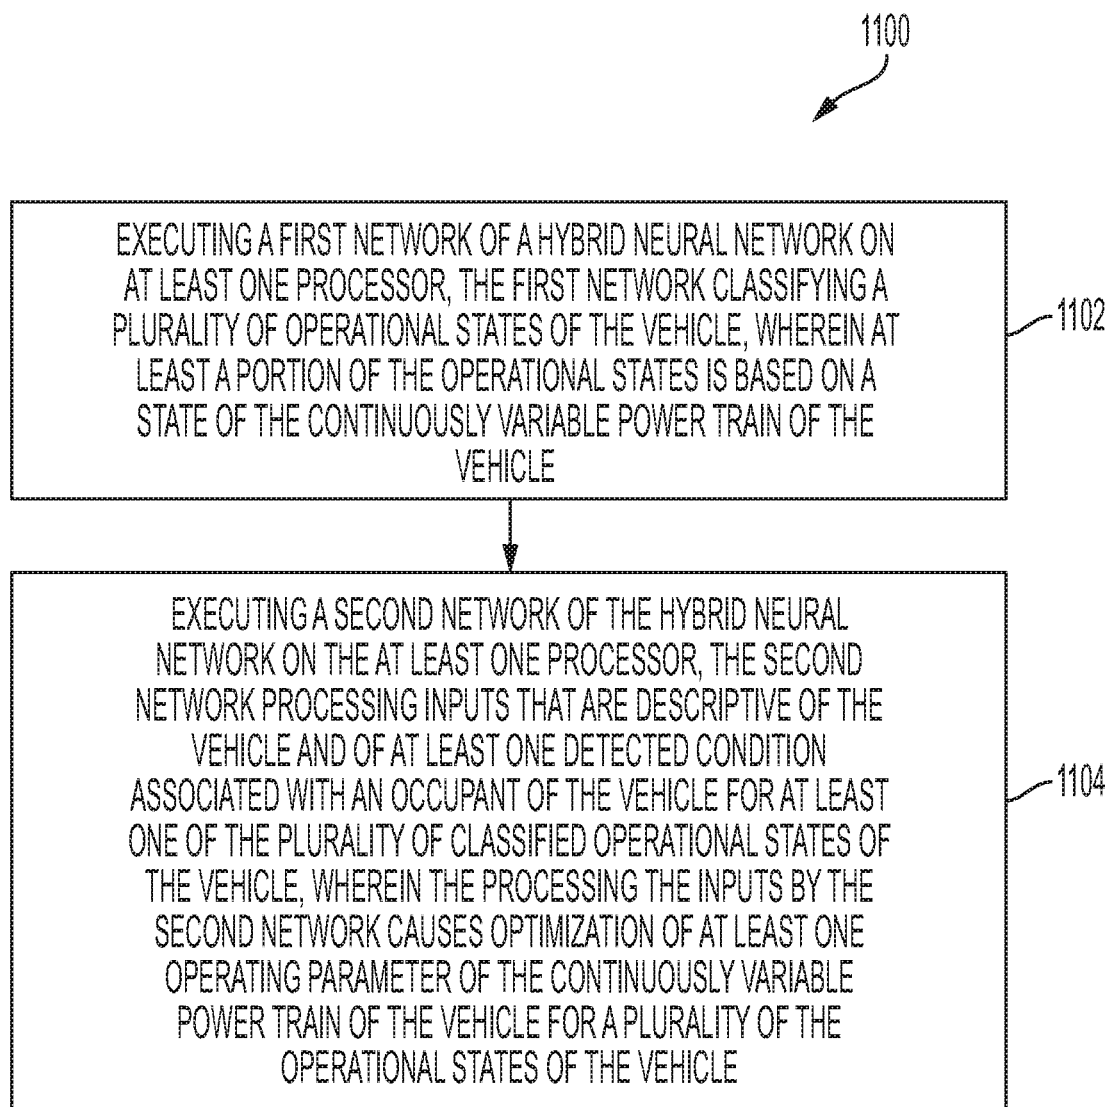 1100
EXECUTING A FIRST NETWORK OF A HYBRID NEURAL NETWORK ON
AT LEAST ONE PROCESSOR, THE FIRST NETWORK CLASSIFYING A
PLURALITY OF OPERATIONAL STATES OF THE VEHICLE, WHEREIN AT
LEAST A PORTION OF THE OPERATIONAL STATES IS BASED ON A
STATE OF THE CONTINUOUSLY VARIABLE POWER TRAIN OF THE
VEHICLE
1102
EXECUTING A SECOND NETWORK OF THE HYBRID NEURAL
NETWORK ON THE AT LEAST ONE PROCESSOR, THE SECOND
NETWORK PROCESSING INPUTS THAT ARE DESCRIPTIVE OF THE
VEHICLE AND OF AT LEAST ONE DETECTED CONDITION
ASSOCIATED WITH AN OCCUPANT OF THE VEHICLE FOR AT LEAST
ONE OF THE PLURALITY OF CLASSIFIED OPERATIONAL STATES OF
THE VEHICLE, WHEREIN THE PROCESSING THE INPUTS BY THE
SECOND NETWORK CAUSES OPTIMIZATION OF AT LEAST ONE
OPERATING PARAMETER OF THE CONTINUOUSLY VARIABLE
POWER TRAIN OF THE VEHICLE FOR A PLURALITY OF THE
OPERATIONAL STATES OF THE VEHICLE
1104